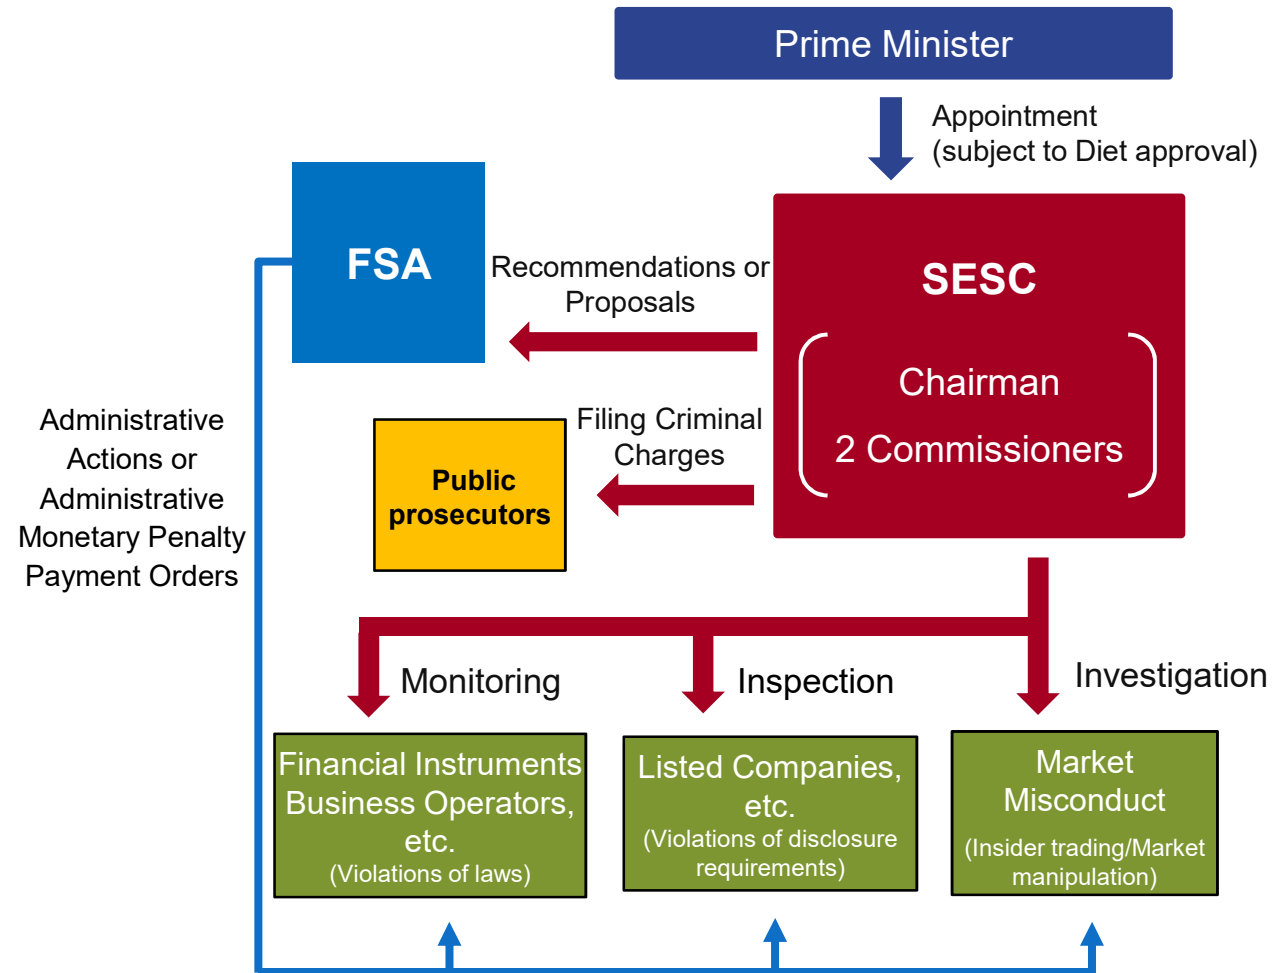 Prime Minister
Appointment
(subject to Diet approval)
FSA
Recommendations or
Proposals
SESC
Chairman
2 Commissioners
Filing Criminal
Charges
Public
prosecutors
Administrative
Actions or
Administrative
Monetary Penalty
Payment Orders
Monitoring
Inspection
Investigation
Financial Instruments
Business Operators,
etc.
(Violations of laws)
Listed Companies,
etc.
(Violations of disclosure
requirements)
Market
Misconduct
(Insider trading/Market
manipulation)